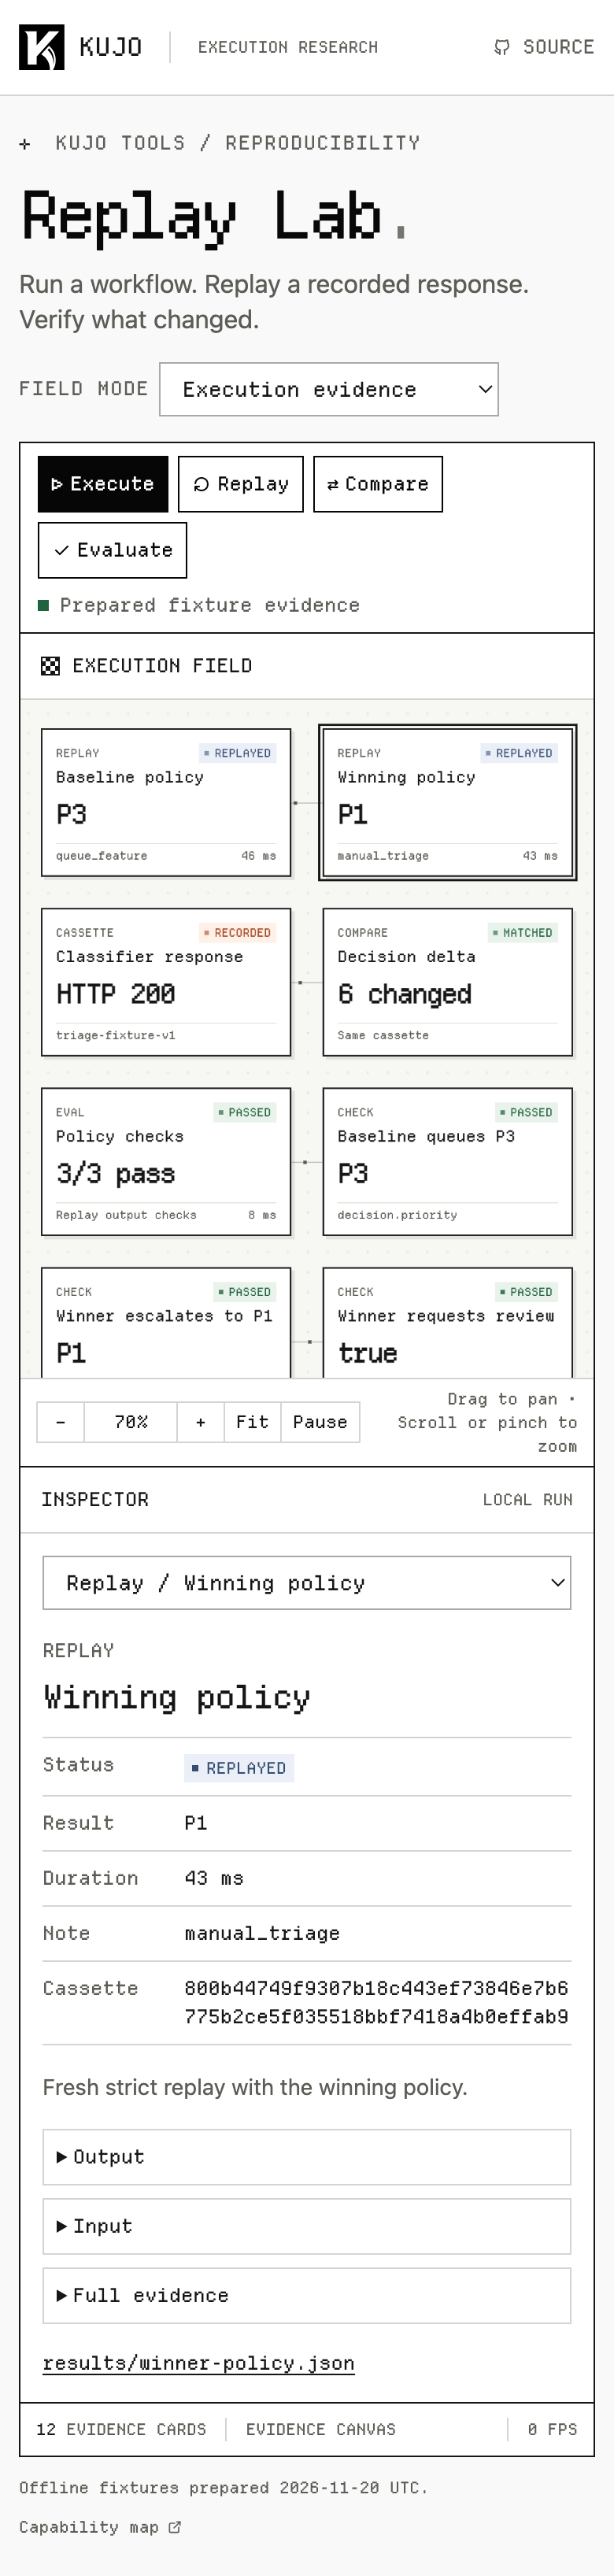 KUJO
EXECUTION RESEARCH
SOURCE
KUJO TOOLS / REPRODUCIBILITY
Replay Lab.
Run a workflow. Replay a recorded response.
Verify what changed.
FIELD MODE
Execution evidence
Execute
Replay
Compare
Evaluate
Prepared fixture evidence
EXECUTION FIELD
REPLAY
REPLAYED
Baseline policy
P3
queue_feature
46 ms
REPLAY
REPLAYED
Winning policy
P1
manual_triage
43 ms
CASSETTE
RECORDED
Classifier response
HTTP 200
triage-fixture-v1
COMPARE
MATCHED
Decision delta
6 changed
Same cassette
EVAL
PASSED
Policy checks
3/3 pass
Replay output checks
8 ms
CHECK
PASSED
Baseline queues P3
P3
decision.priority
CHECK
PASSED
Winner escalates to P1
P1
CHECK
PASSED
Winner requests review
true
−
70%
+
Fit
Pause
Drag to pan ·
Scroll or pinch to
zoom
INSPECTOR
LOCAL RUN
Replay / Winning policy
REPLAY
Winning policy
Status
REPLAYED
Result
P1
Duration
43 ms
Note
manual_triage
Cassette
800b44749f9307b18c443ef73846e7b6
775b2ce5f035518bbf7418a4b0effab9
Fresh strict replay with the winning policy.
Output
Input
Full evidence
results/winner-policy.json
12 EVIDENCE CARDS
EVIDENCE CANVAS
0 FPS
Offline fixtures prepared 2026-11-20 UTC.
Capability map